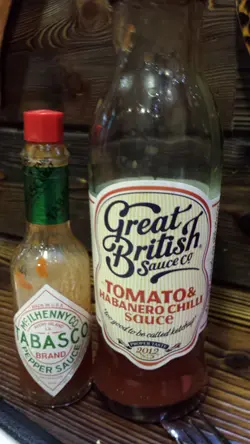 McILHENNY CO.
TABASCO
BRAND
PEPPER SAUCE
Great
British
Sauce Co
TOMATO &
HABANERO CHILLI
sauce
"too good to be called ketchup"
PROPER TASTY
2012